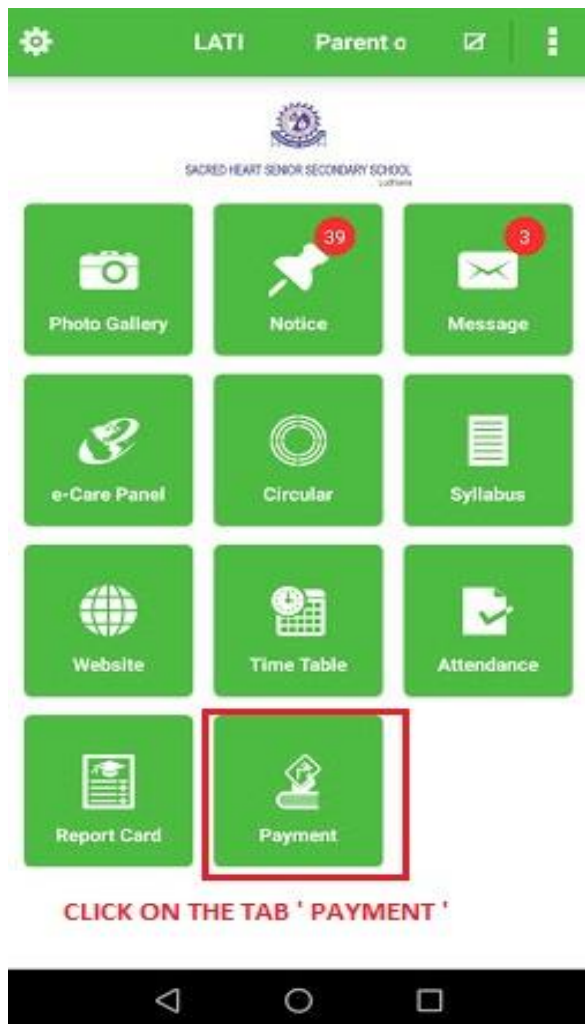 LATI Parent o
SACRED HEART SENIOR SECONDARY SCHOOL
Ludhiana
39
3
Photo Gallery Notice Message
e-Care Panel Circular Syllabus
Website Time Table Attendance
Report Card Payment
CLICK ON THE TAB ' PAYMENT '